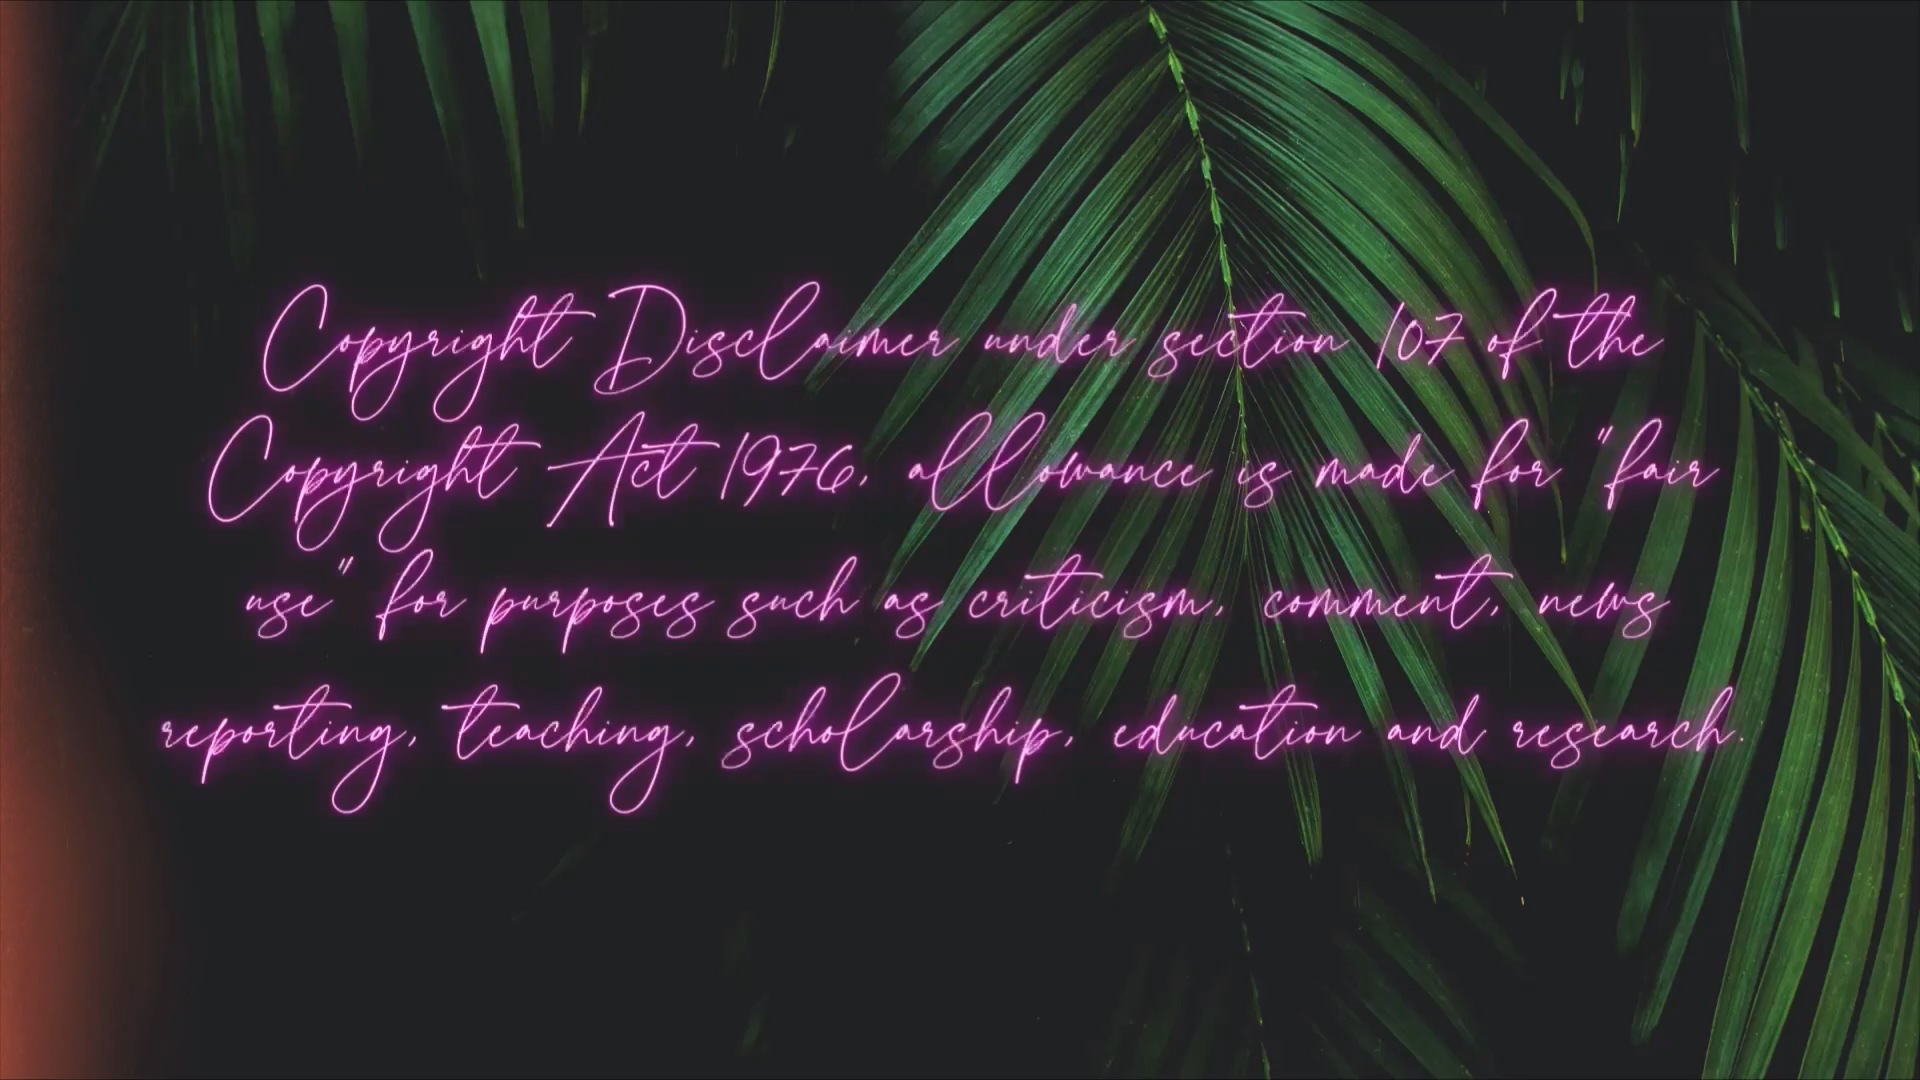 Copyright Disclaimer under section 107 of the
Copyright Act 1976, allowance is made for "fair
use" for purposes such as criticism, comment, news
reporting, teaching, scholarship, education and research.